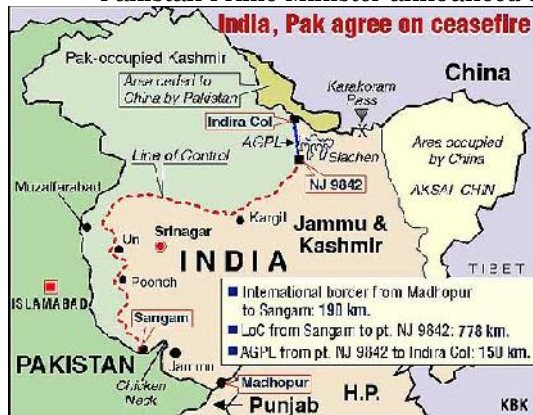 India, Pak agree on ceasefire
Pak-occupied Kashmir
Area ceded to
China by Pakistan
China
Karakoram
Pass
Indira Col
AGPL
Siachen
Area occupied
by China
AKSAI CHIN
Line of Control
NJ 9842
Muzaffarabad
Kargil
Jammu &
Kashmir
Srinagar
Uri
INDIA
Poonch
TIBET
ISLAMABAD
Sangam
International border from Madhopur
to Sangam: 190 km.
LoC from Sangam to pt. NJ 9842: 778 km.
AGPL from pt. NJ 9842 to Indira Col: 150 km.
PAKISTAN
Jammu
Chicken
Neck
Madhopur
Punjab
H.P.
KBK